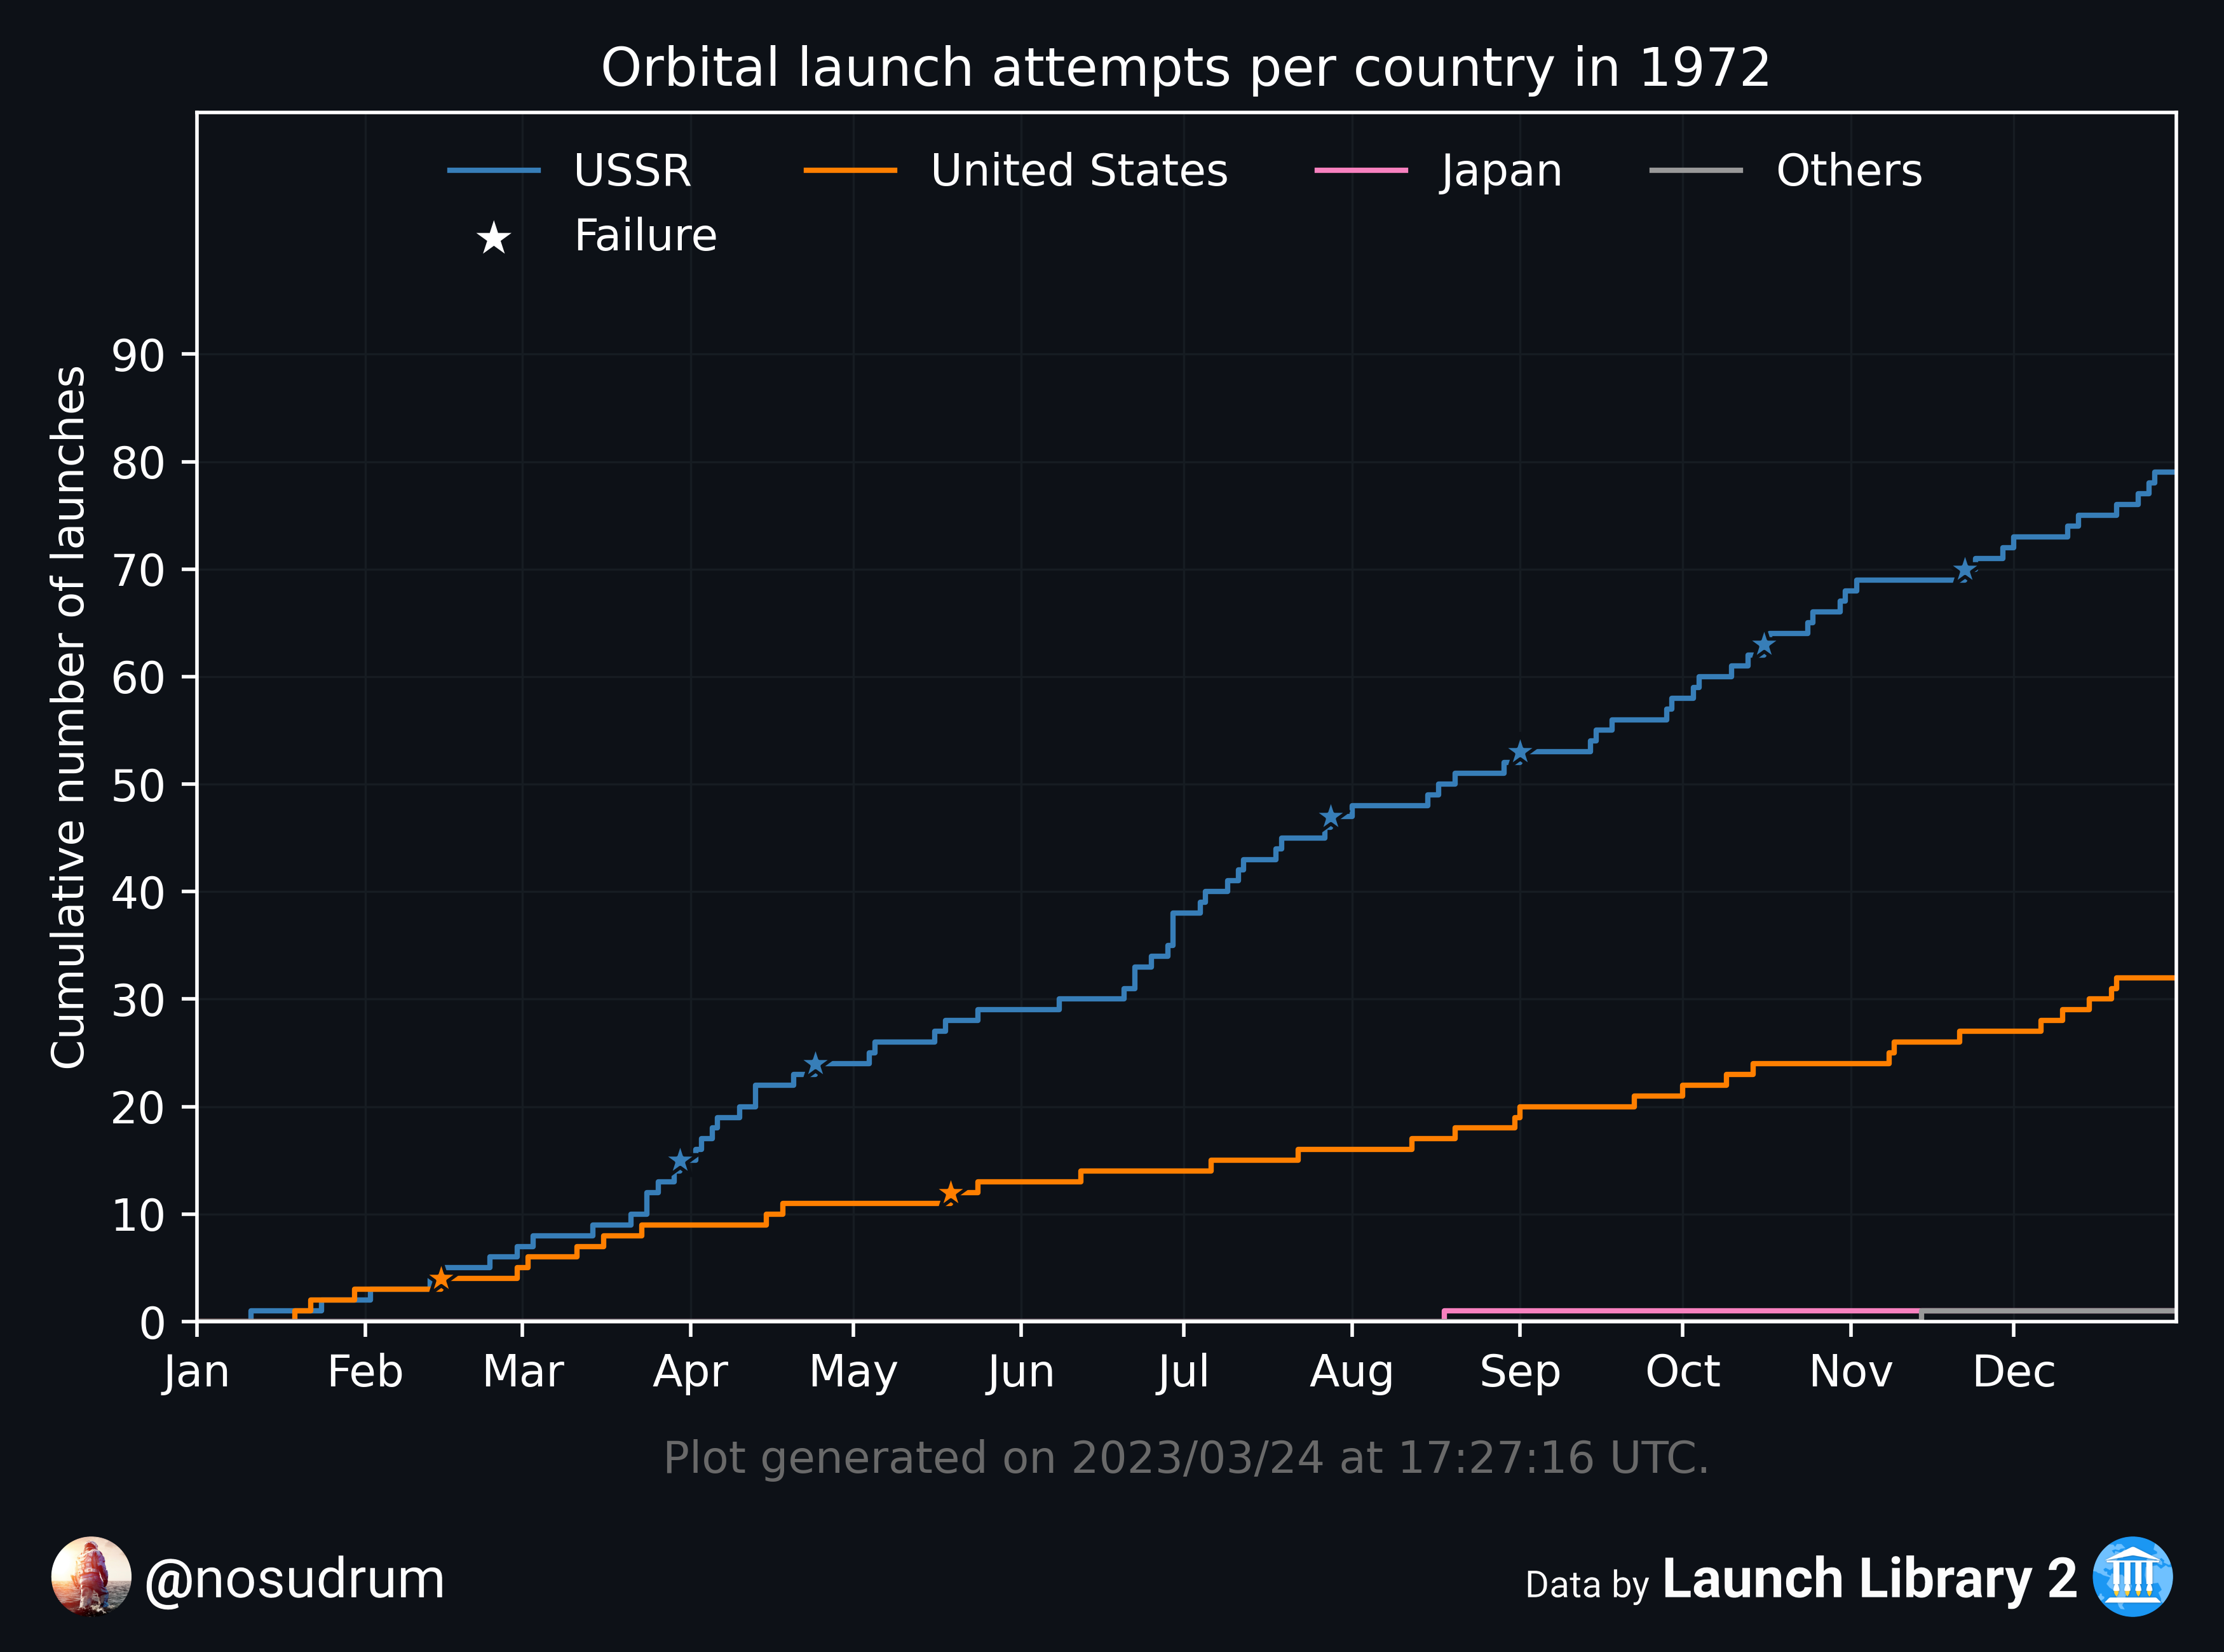 Orbital launch attempts per country in 1972
USSR United States Japan Others
Failure
Cumulative number of launches
90
80
70
60
50
40
30
20
10
0
Jan Feb Mar Apr May Jun Jul Aug Sep Oct Nov Dec
Plot generated on 2023/03/24 at 17:27:16 UTC.
@nosudrum
Data by Launch Library 2